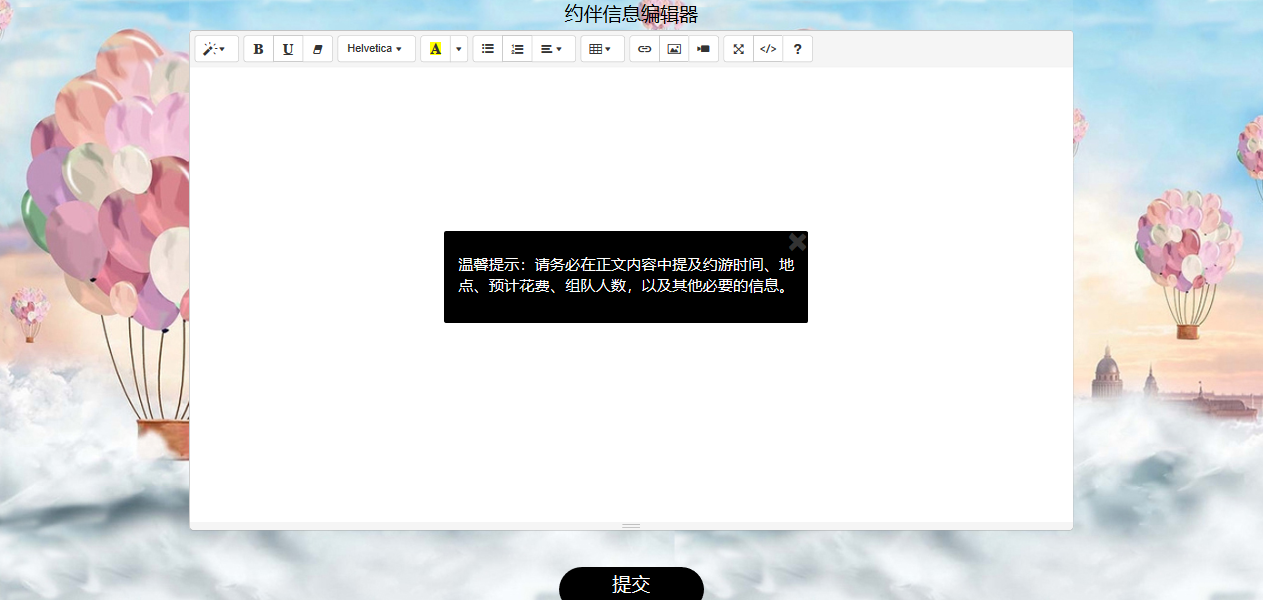 约伴信息编辑器
B U Helvetica A </> ?
温馨提示：请务必在正文内容中提及约游时间、地
点、预计花费、组队人数，以及其他必要的信息。
提交